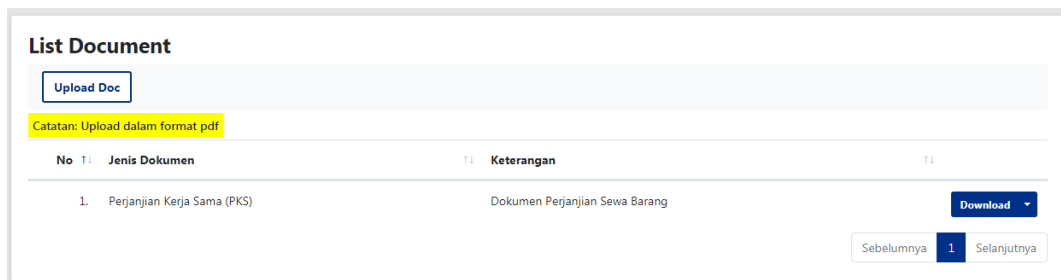 List Document
Upload Doc
Catatan: Upload dalam format pdf
No ↑↓ Jenis Dokumen ↑↓ Keterangan ↑↓
1. Perjanjian Kerja Sama (PKS) Dokumen Perjanjian Sewa Barang Download
Sebelumnya 1 Selanjutnya